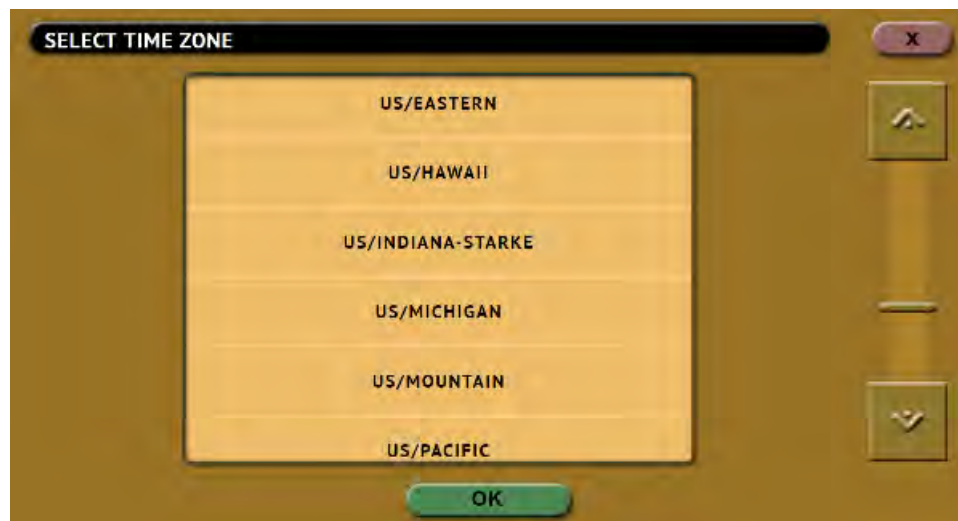 SELECT TIME ZONE
X
US/EASTERN
US/HAWAII
US/INDIANA-STARKE
US/MICHIGAN
US/MOUNTAIN
US/PACIFIC
OK